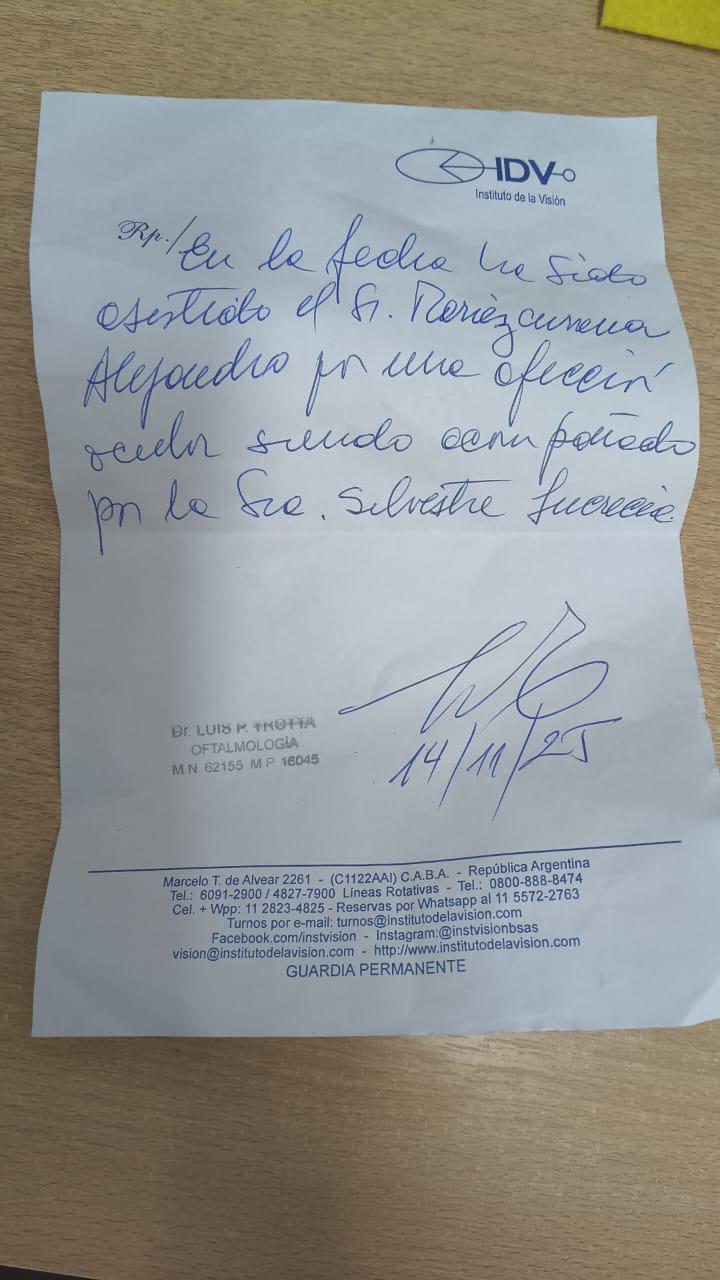 IDV
Instituto de la Visión
Rp./ En la fecha ha sido
asistido el Sr.
Alejandro por una afección
ocular siendo acompañado
por la Sra. Silvestre Lucrecia.
Dr. LUIS P. TROTTA
OFTALMOLOGÍA
M.N. 62155 M.P. 16045
14/11/25
Marcelo T. de Alvear 2261 - (C1122AAI) C.A.B.A. - República Argentina
Tel.: 6091-2900 / 4827-7900 Líneas Rotativas - Tel.: 0800-888-8474
Cel. + Wpp: 11 2823-4825 - Reservas por Whatsapp al 11 5572-2763
Turnos por e-mail: turnos@institutodelavision.com
Facebook.com/instvision - Instagram:@instvisionbsas
vision@institutodelavision.com - http://www.institutodelavision.com
GUARDIA PERMANENTE